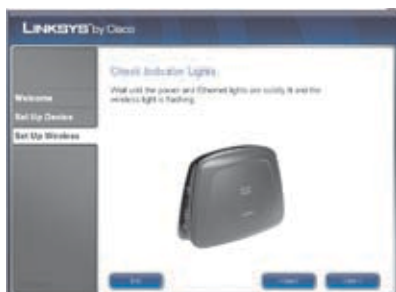 LINKSYS by Cisco
Check Indicator Lights
Wait until the power and Ethernet lights are solidly lit and the
wireless light is flashing.
Welcome
Set Up Device
Set Up Wireless